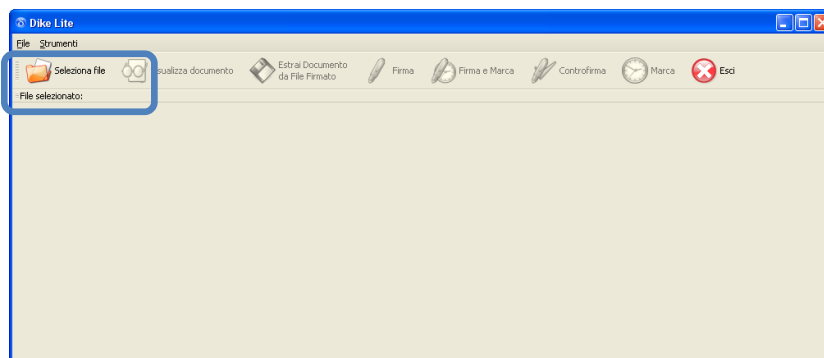 Dike Lite
File Strumenti
Seleziona file sualizza documento Estrai Documento da File Firmato Firma Firma e Marca Controfirma Marca Esci
File selezionato: